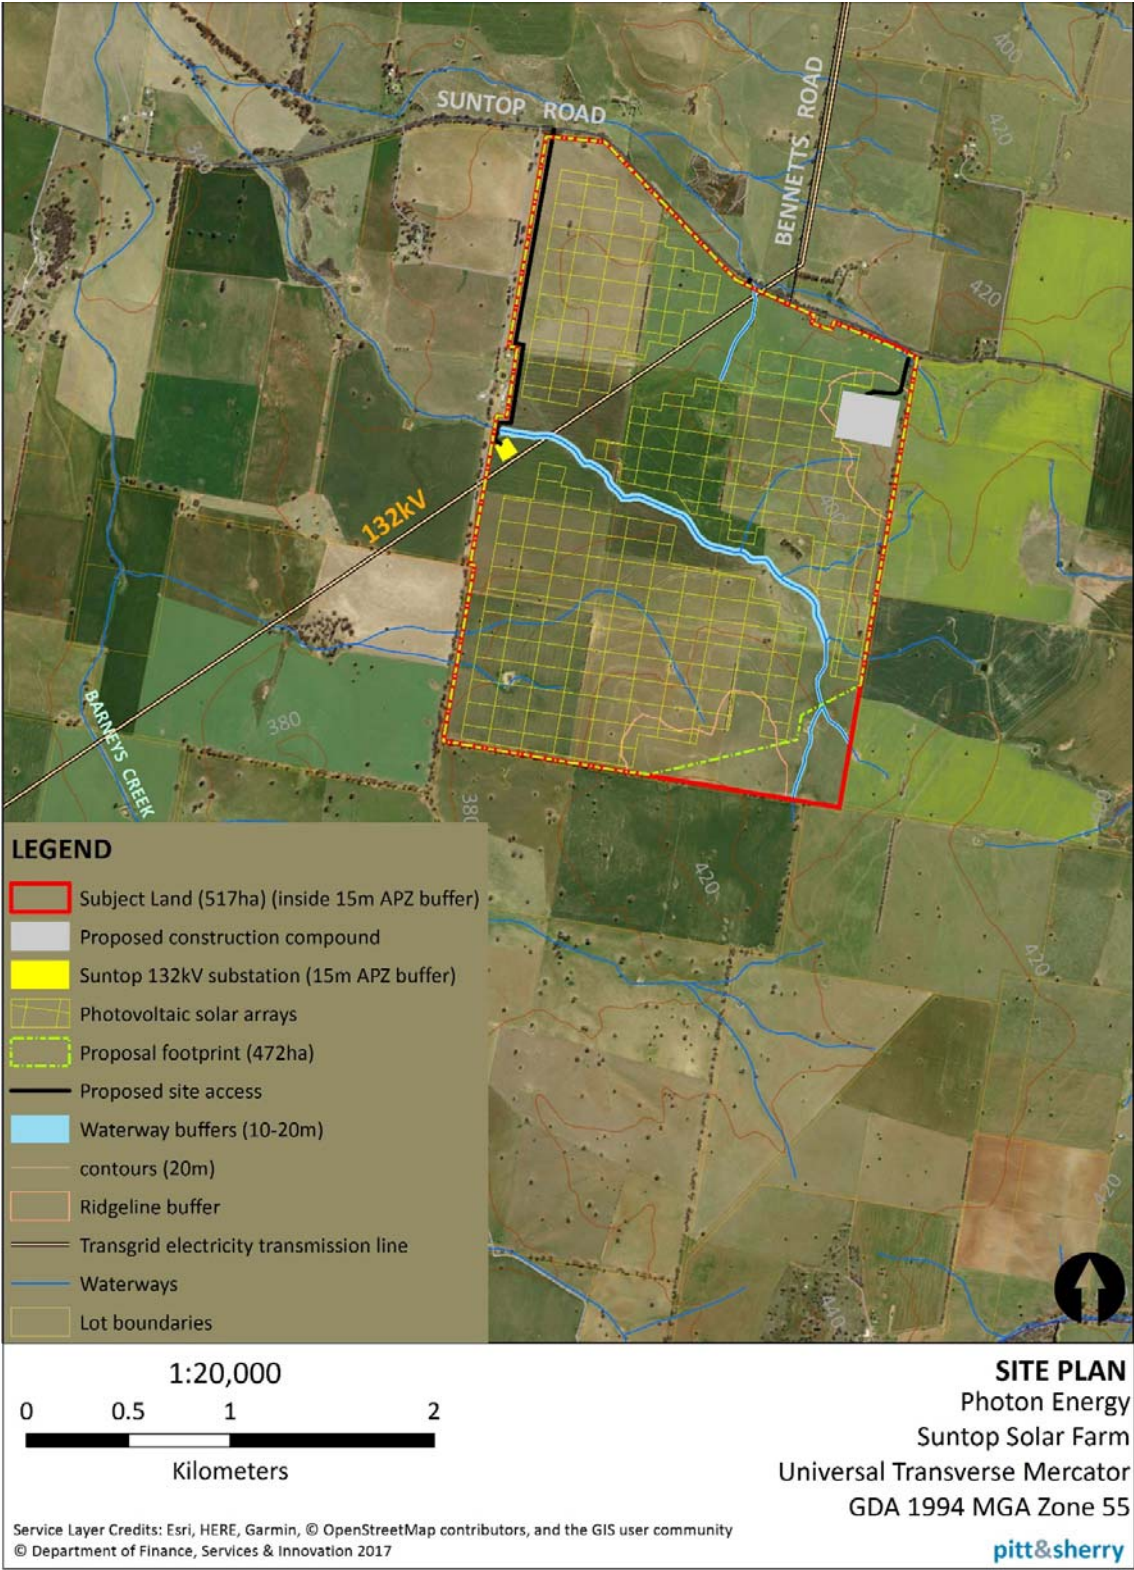 400
SUNTOP ROAD
BENNETTS ROAD
420
340
420
400
132kV
380
BARNEYS CREEK
380
400
420
420
420
440
LEGEND
Subject Land (517ha) (inside 15m APZ buffer)
Proposed construction compound
Suntop 132kV substation (15m APZ buffer)
Photovoltaic solar arrays
Proposal footprint (472ha)
Proposed site access
Waterway buffers (10-20m)
contours (20m)
Ridgeline buffer
Transgrid electricity transmission line
Waterways
Lot boundaries
1:20,000
0 0.5 1 2
Kilometers
SITE PLAN
Photon Energy
Suntop Solar Farm
Universal Transverse Mercator
GDA 1994 MGA Zone 55
Service Layer Credits: Esri, HERE, Garmin, © OpenStreetMap contributors, and the GIS user community
© Department of Finance, Services & Innovation 2017
pitt&sherry